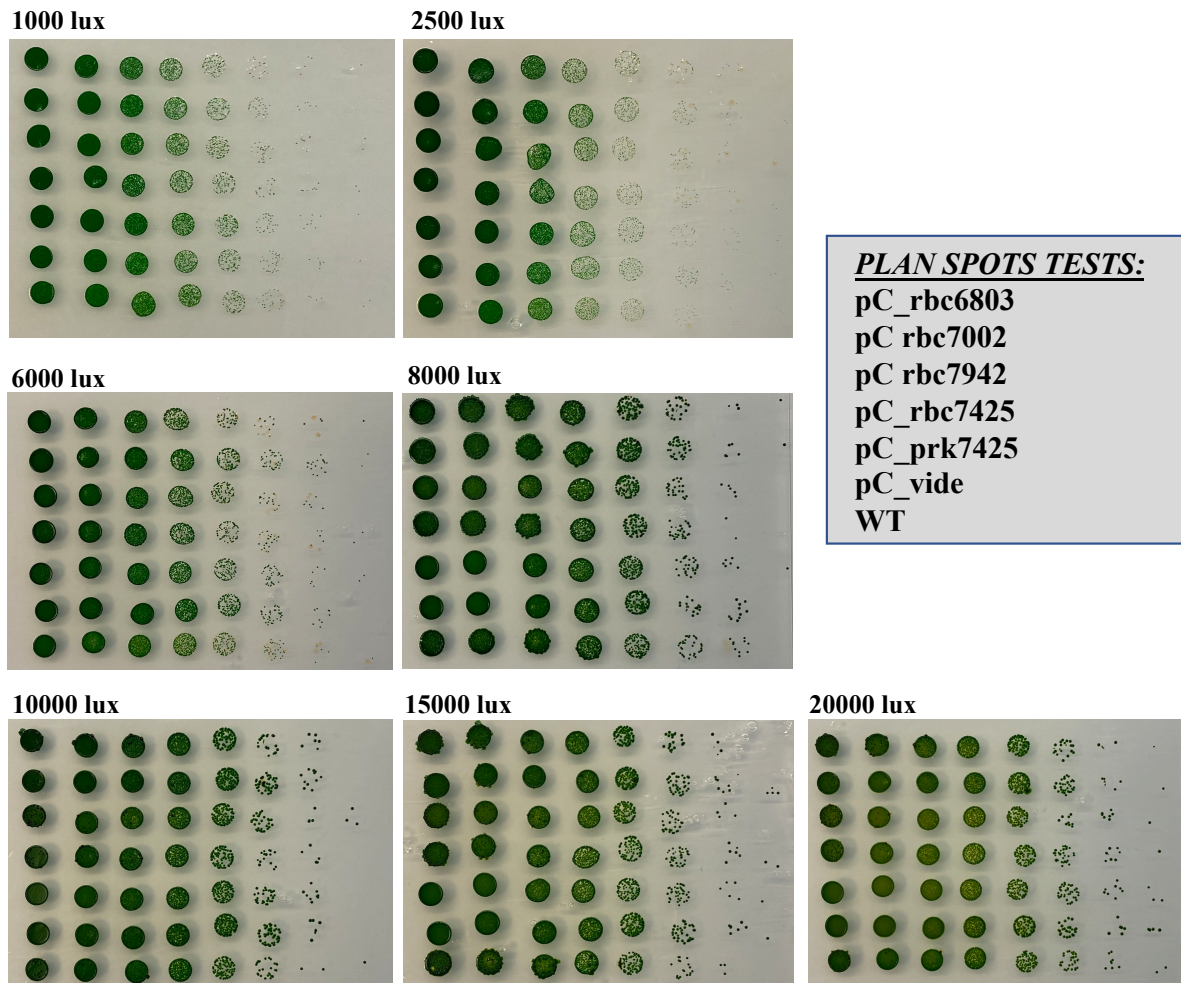 1000 lux
2500 lux
6000 lux
8000 lux
PLAN SPOTS TESTS:
pC_rbc6803
pC rbc7002
pC rbc7942
pC_rbc7425
pC_prk7425
pC_vide
WT
10000 lux
15000 lux
20000 lux